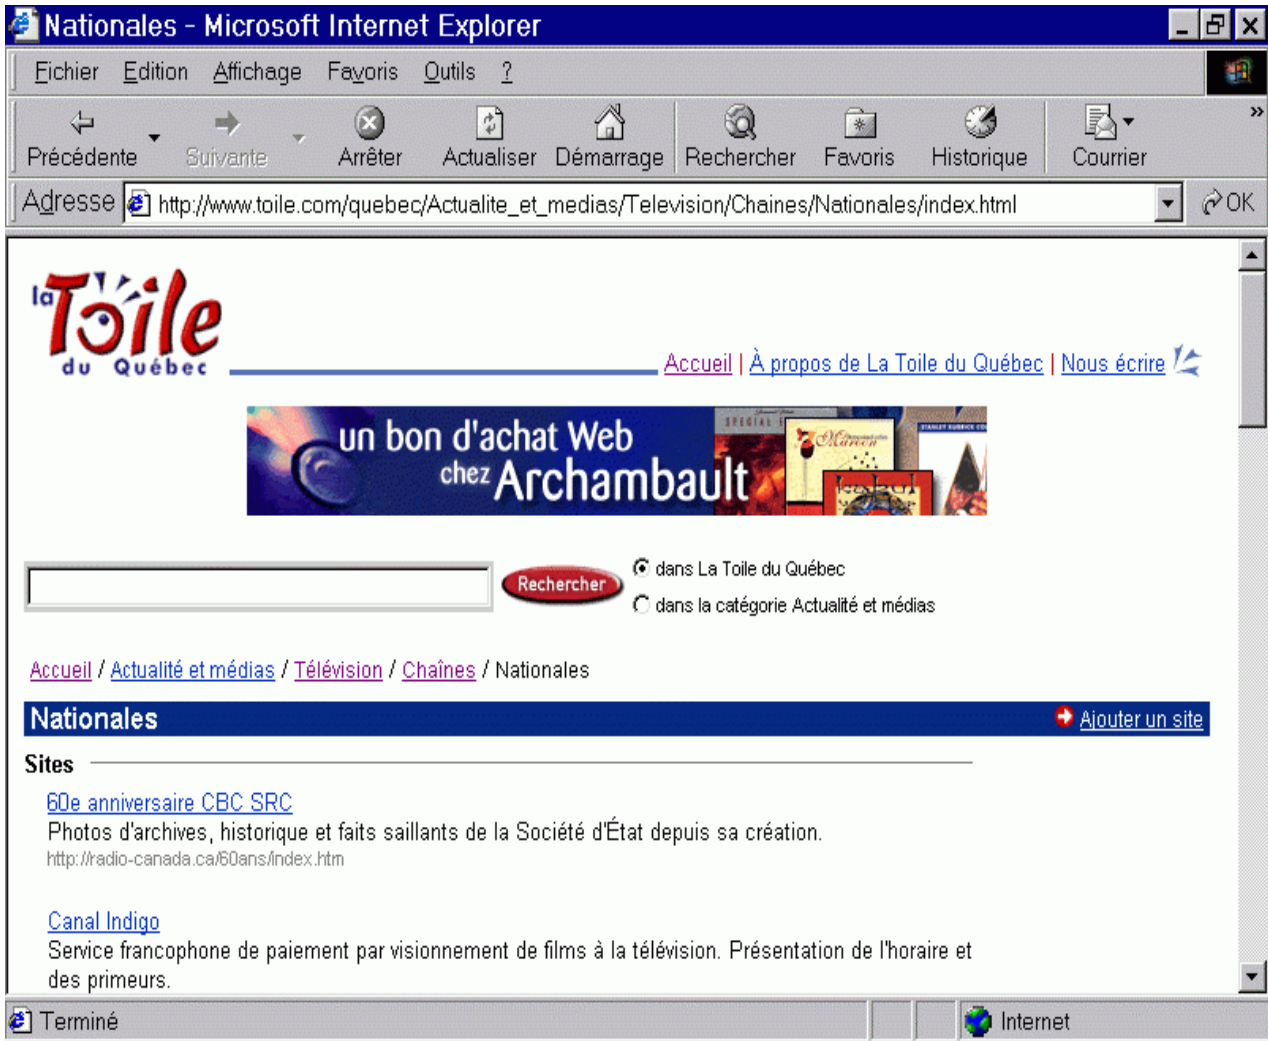 Nationales - Microsoft Internet Explorer
Fichier Edition Affichage Favoris Outils ?
Précédente Suivante Arrêter Actualiser Démarrage Rechercher Favoris Historique Courrier »
Adresse http://www.toile.com/quebec/Actualite_et_medias/Television/Chaines/Nationales/index.html OK
la Toile du Québec
Accueil | À propos de La Toile du Québec | Nous écrire
un bon d'achat Web
chez Archambault
Rechercher
dans La Toile du Québec
dans la catégorie Actualité et médias
Accueil / Actualité et médias / Télévision / Chaînes / Nationales
Nationales Ajouter un site
Sites
60e anniversaire CBC SRC
Photos d'archives, historique et faits saillants de la Société d'État depuis sa création.
http://radio-canada.ca/60ans/index.htm
Canal Indigo
Service francophone de paiement par visionnement de films à la télévision. Présentation de l'horaire et
des primeurs.
Terminé Internet